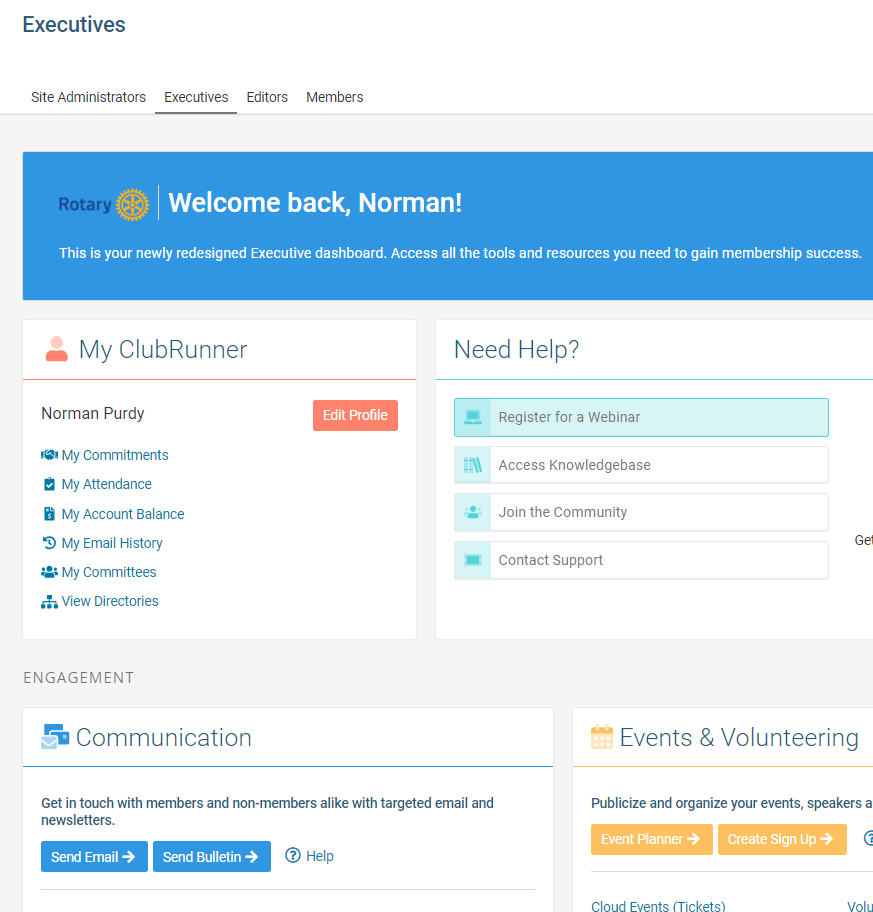 Executives
Site Administrators Executives Editors Members
Rotary Welcome back, Norman!
This is your newly redesigned Executive dashboard. Access all the tools and resources you need to gain membership success.
My ClubRunner
Norman Purdy Edit Profile
My Commitments
My Attendance
My Account Balance
My Email History
My Committees
View Directories
Need Help?
Register for a Webinar
Access Knowledgebase
Join the Community
Contact Support
ENGAGEMENT
Communication
Get in touch with members and non-members alike with targeted email and
newsletters.
Send Email Send Bulletin Help
Events & Volunteering
Publicize and organize your events, speakers
Event Planner Create Sign Up
Cloud Events (Tickets)